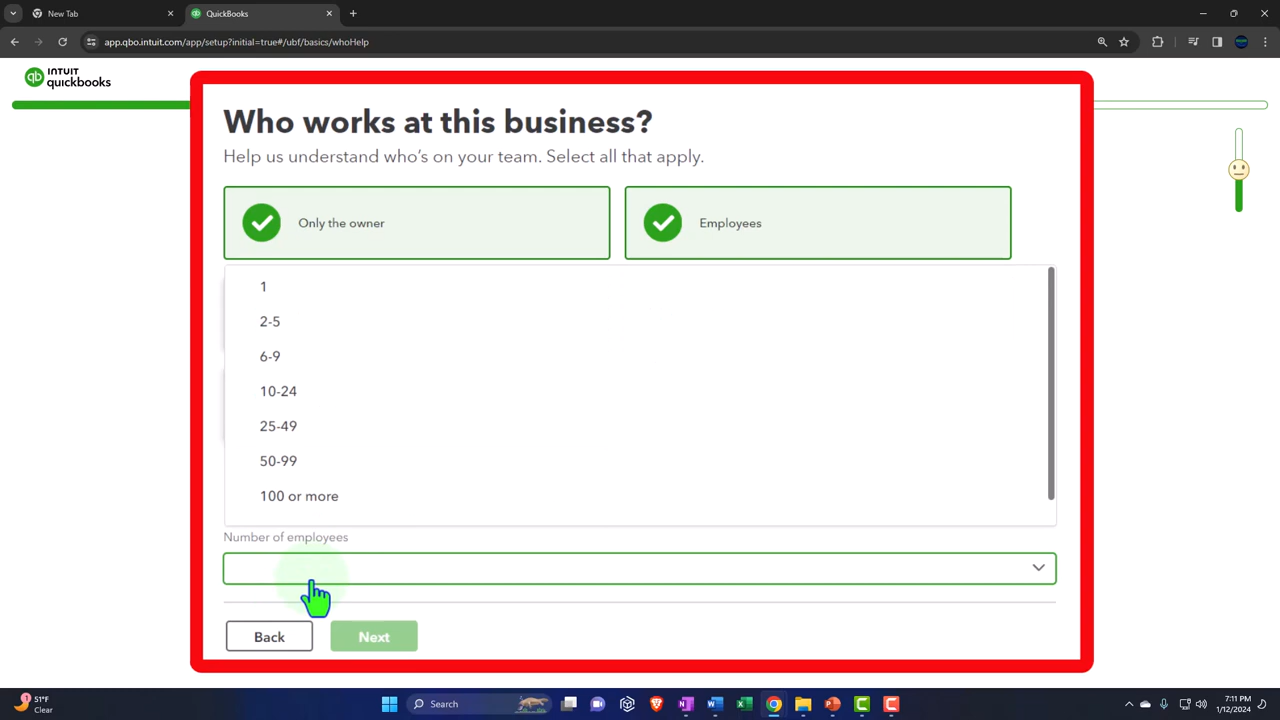 New Tab
QuickBooks
app.qbo.intuit.com/app/setup?initial=true#/ubf/basics/whoHelp
qb INTUIT
quickbooks
Who works at this business?
Help us understand who's on your team. Select all that apply.
Only the owner
Employees
1
2-5
6-9
10-24
25-49
50-99
100 or more
Number of employees
Back
Next
1
51°F
Clear
Search
7:11 PM
1/12/2024